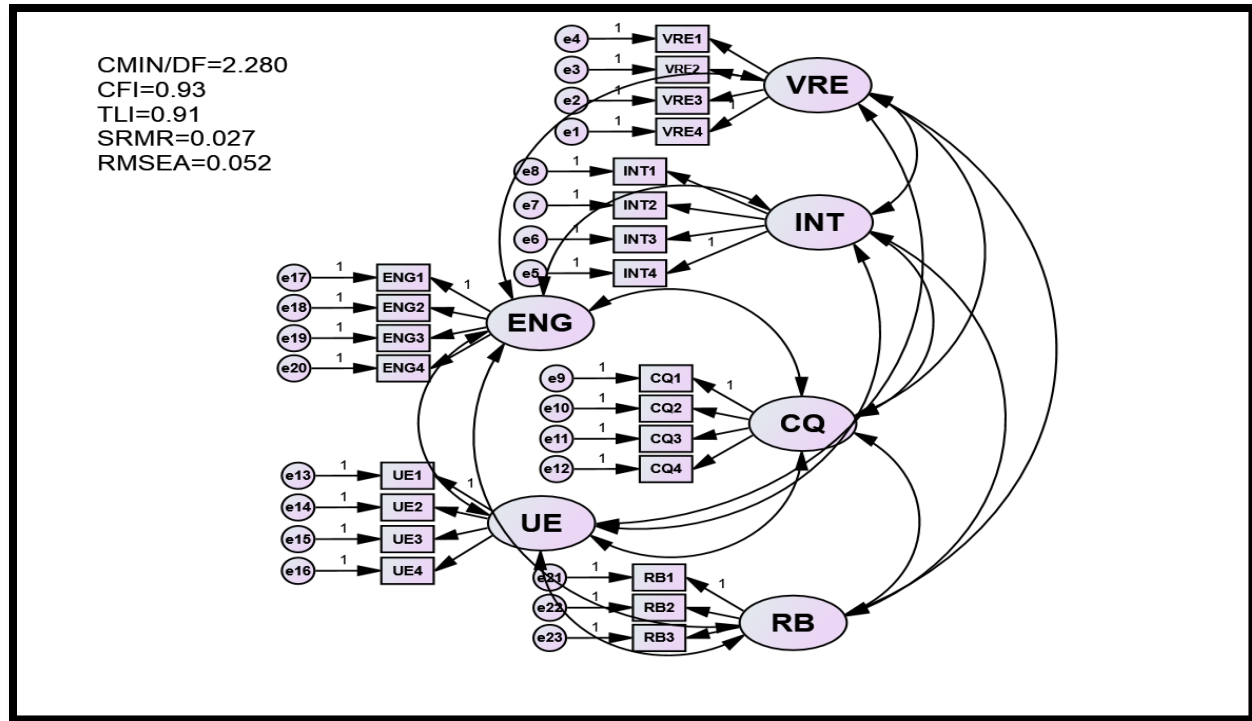 CMIN/DF=2.280
CFI=0.93
TLI=0.91
SRMR=0.027
RMSEA=0.052
e4 1 VRE1
e3 1 VRE2
e2 1 VRE3
e1 1 VRE4
1
VRE
e8 1 INT1
e7 1 INT2
e6 1 INT3
e5 1 INT4
1
INT
e17 1 ENG1
e18 1 ENG2
e19 1 ENG3
e20 1 ENG4
1
ENG
e9 1 CQ1
e10 1 CQ2
e11 1 CQ3
e12 1 CQ4
1
CQ
e13 1 UE1
e14 1 UE2
e15 1 UE3
e16 1 UE4
1
UE
e21 1 RB1
e22 1 RB2
e23 1 RB3
1
RB